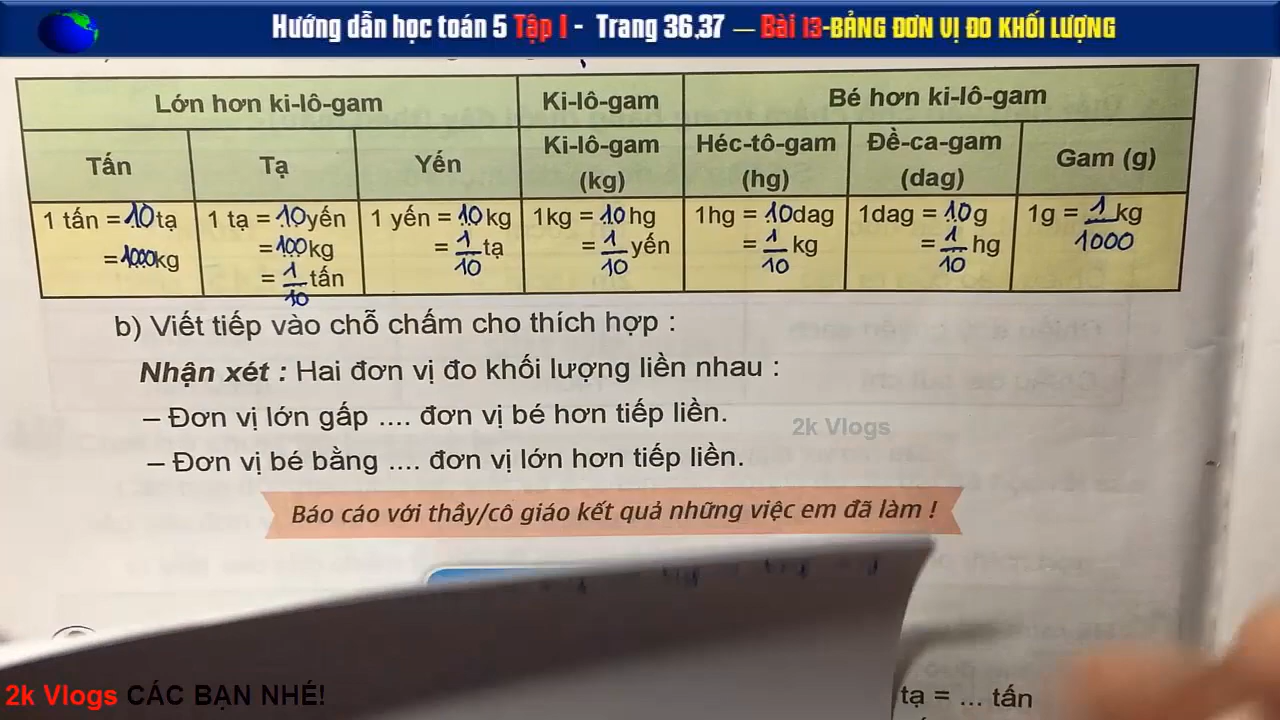 Hướng dẫn học toán 5 Tập 1 - Trang 36,37 – Bài 13-BẢNG ĐƠN VỊ ĐO KHỐI LƯỢNG
Lớn hơn ki-lô-gam Ki-lô-gam Bé hơn ki-lô-gam
Tấn Tạ Yến Ki-lô-gam (kg) Héc-tô-gam (hg) Đề-ca-gam (dag) Gam (g)
1 tấn = 10 tạ
= 1000 kg
1 tạ = 10 yến
= 100 kg
= 1/10 tấn
1 yến = 10 kg
= 1/10 tạ
1kg = 10 hg
= 1/10 yến
1hg = 10 dag
= 1/10 kg
1dag = 10 g
= 1/10 hg
1g = 1/1000 kg
b) Viết tiếp vào chỗ chấm cho thích hợp :
Nhận xét : Hai đơn vị đo khối lượng liền nhau :
– Đơn vị lớn gấp .... đơn vị bé hơn tiếp liền.
2k Vlogs
– Đơn vị bé bằng .... đơn vị lớn hơn tiếp liền.
Báo cáo với thầy/cô giáo kết quả những việc em đã làm !
tạ = ... tấn
2k Vlogs CÁC BẠN NHÉ!